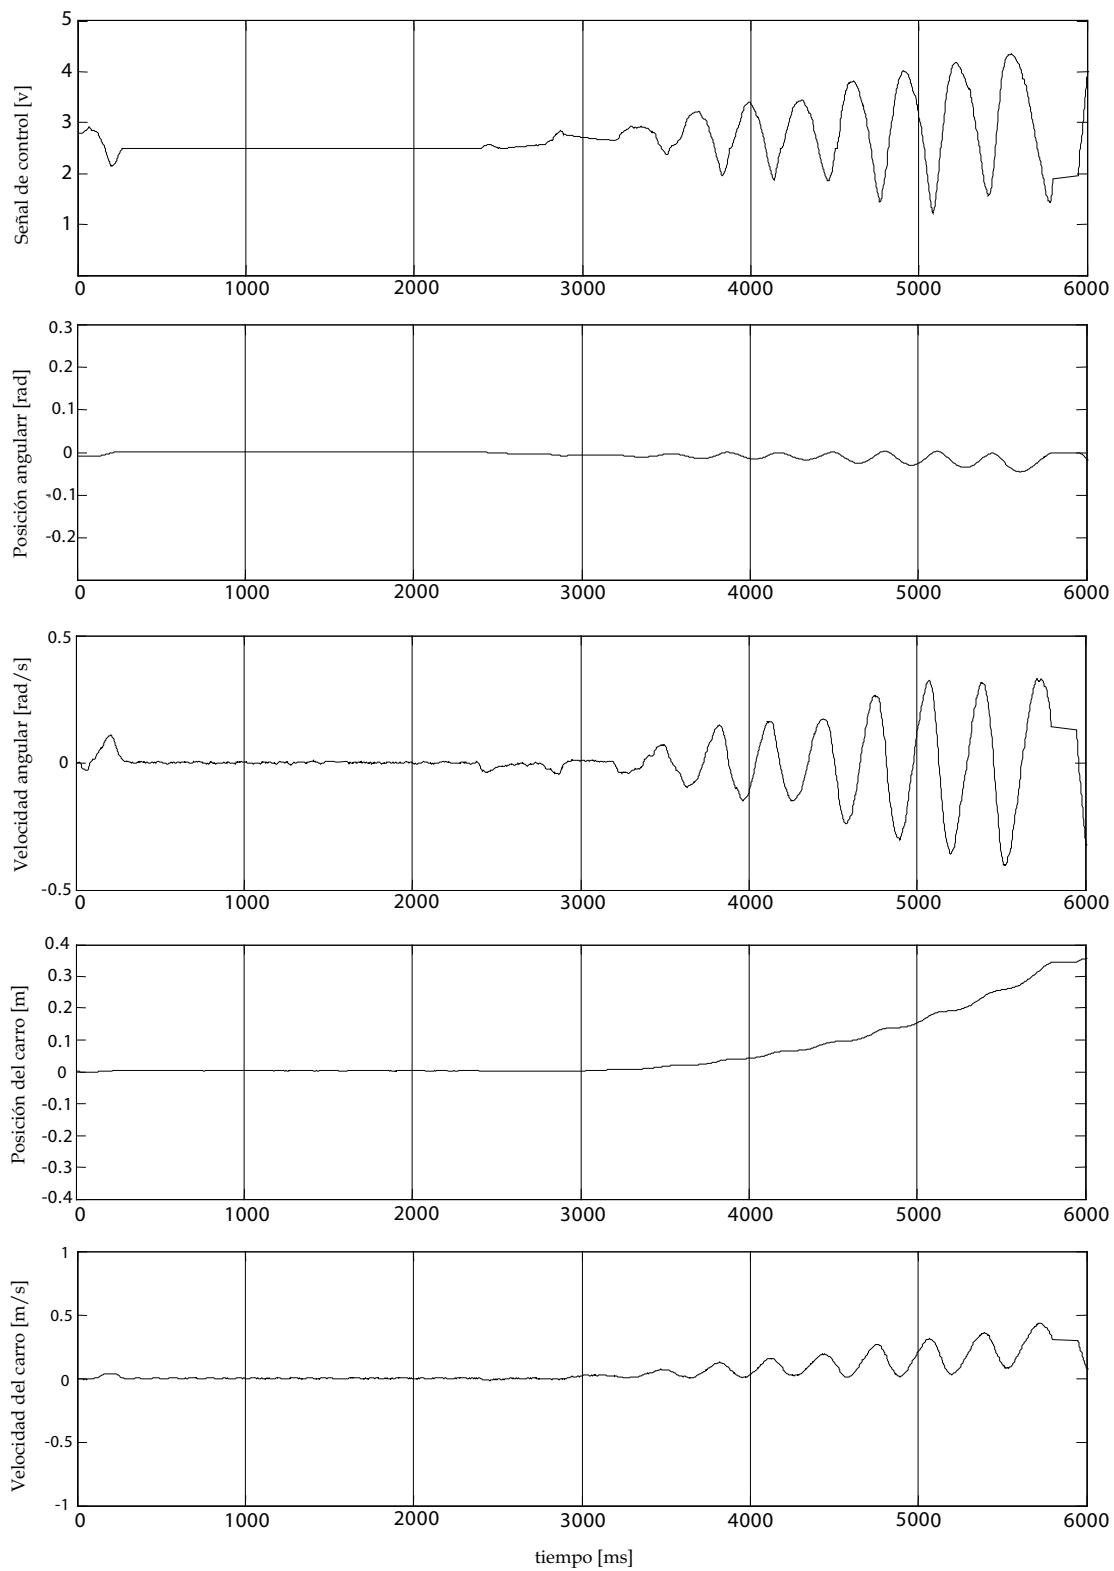 5
4
3
2
1
Señal de control [v]
0 1000 2000 3000 4000 5000 6000
0.3
0.2
0.1
0
-0.1
-0.2
Posición angularr [rad]
0 1000 2000 3000 4000 5000 6000
0.5
0
-0.5
Velocidad angular [rad/s]
0 1000 2000 3000 4000 5000 6000
0.4
0.3
0.2
0.1
0
-0.1
-0.2
-0.3
-0.4
Posición del carro [m]
0 1000 2000 3000 4000 5000 6000
1
0.5
0
-0.5
-1
Velocidad del carro [m/s]
0 1000 2000 3000 4000 5000 6000
tiempo [ms]